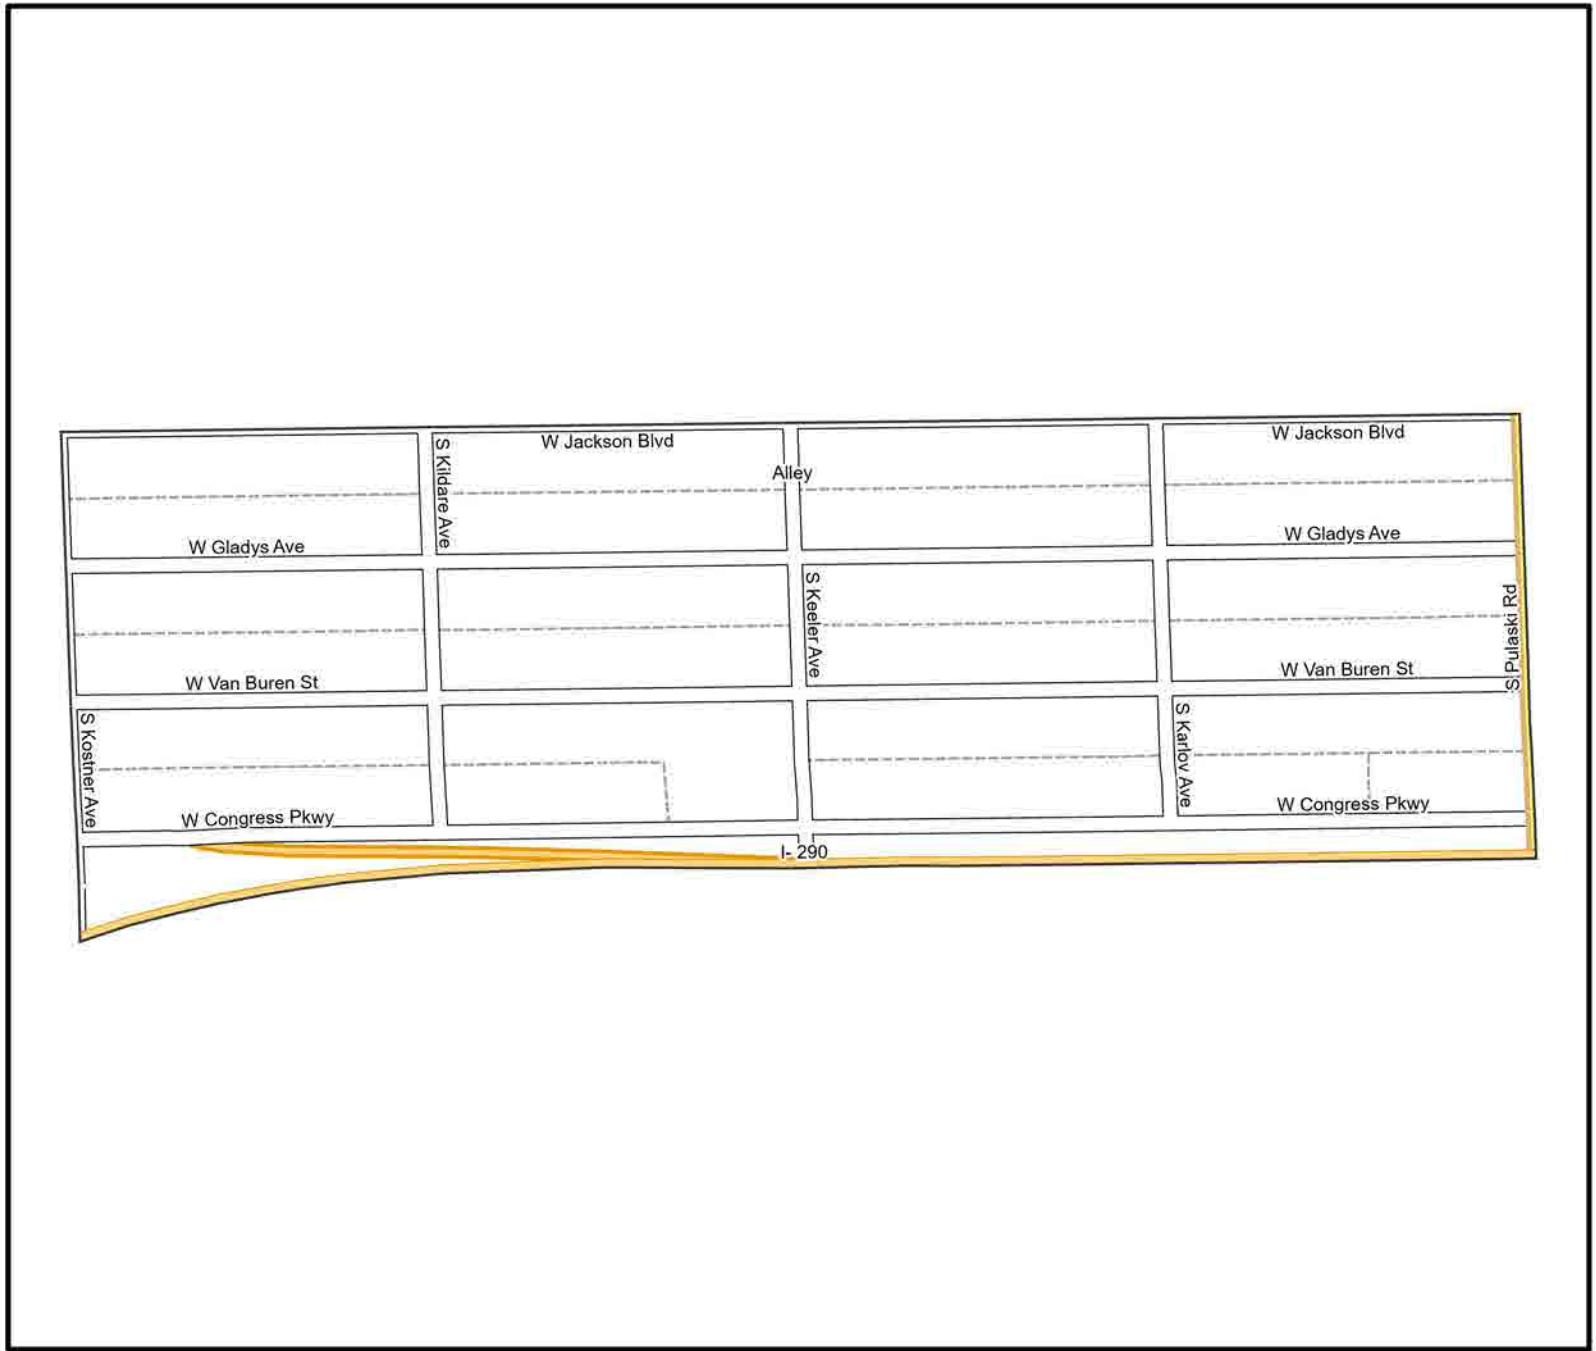 W Jackson Blvd
W Jackson Blvd
S Kildare Ave
Alley
W Gladys Ave
W Gladys Ave
S Keeler Ave
S Pulaski Rd
W Van Buren St
W Van Buren St
S Kostner Ave
S Karlov Ave
W Congress Pkwy
W Congress Pkwy
I- 290